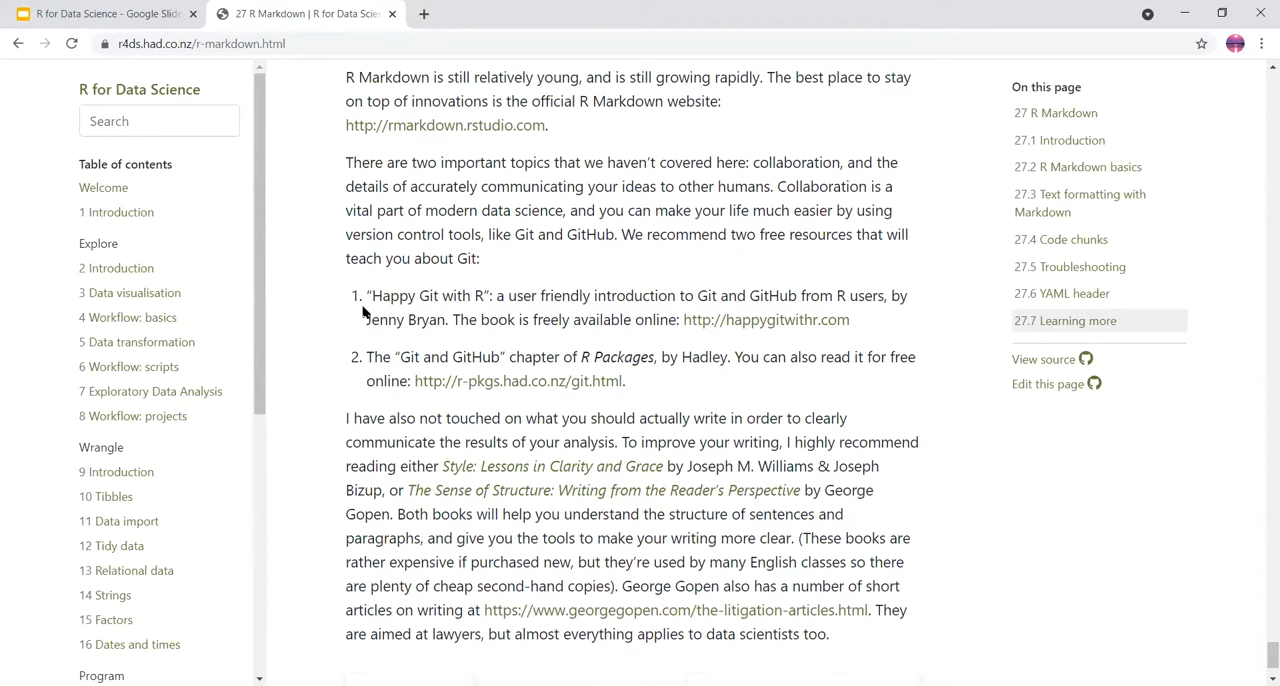 R for Data Science - Google Slide
27 R Markdown | R for Data Scie
r4ds.had.co.nz/r-markdown.html
R for Data Science
Search
Table of contents
Welcome
1 Introduction
Explore
2 Introduction
3 Data visualisation
4 Workflow: basics
5 Data transformation
6 Workflow: scripts
7 Exploratory Data Analysis
8 Workflow: projects
Wrangle
9 Introduction
10 Tibbles
11 Data import
12 Tidy data
13 Relational data
14 Strings
15 Factors
16 Dates and times
Program
R Markdown is still relatively young, and is still growing rapidly. The best place to stay
on top of innovations is the official R Markdown website:
http://rmarkdown.rstudio.com.
There are two important topics that we haven't covered here: collaboration, and the
details of accurately communicating your ideas to other humans. Collaboration is a
vital part of modern data science, and you can make your life much easier by using
version control tools, like Git and GitHub. We recommend two free resources that will
teach you about Git:
1. “Happy Git with R”: a user friendly introduction to Git and GitHub from R users, by
Jenny Bryan. The book is freely available online: http://happygitwithr.com
2. The “Git and GitHub” chapter of R Packages, by Hadley. You can also read it for free
online: http://r-pkgs.had.co.nz/git.html.
I have also not touched on what you should actually write in order to clearly
communicate the results of your analysis. To improve your writing, I highly recommend
reading either Style: Lessons in Clarity and Grace by Joseph M. Williams & Joseph
Bizup, or The Sense of Structure: Writing from the Reader's Perspective by George
Gopen. Both books will help you understand the structure of sentences and
paragraphs, and give you the tools to make your writing more clear. (These books are
rather expensive if purchased new, but they're used by many English classes so there
are plenty of cheap second-hand copies). George Gopen also has a number of short
articles on writing at https://www.georgegopen.com/the-litigation-articles.html. They
are aimed at lawyers, but almost everything applies to data scientists too.
On this page
27 R Markdown
27.1 Introduction
27.2 R Markdown basics
27.3 Text formatting with
Markdown
27.4 Code chunks
27.5 Troubleshooting
27.6 YAML header
27.7 Learning more
View source
Edit this page